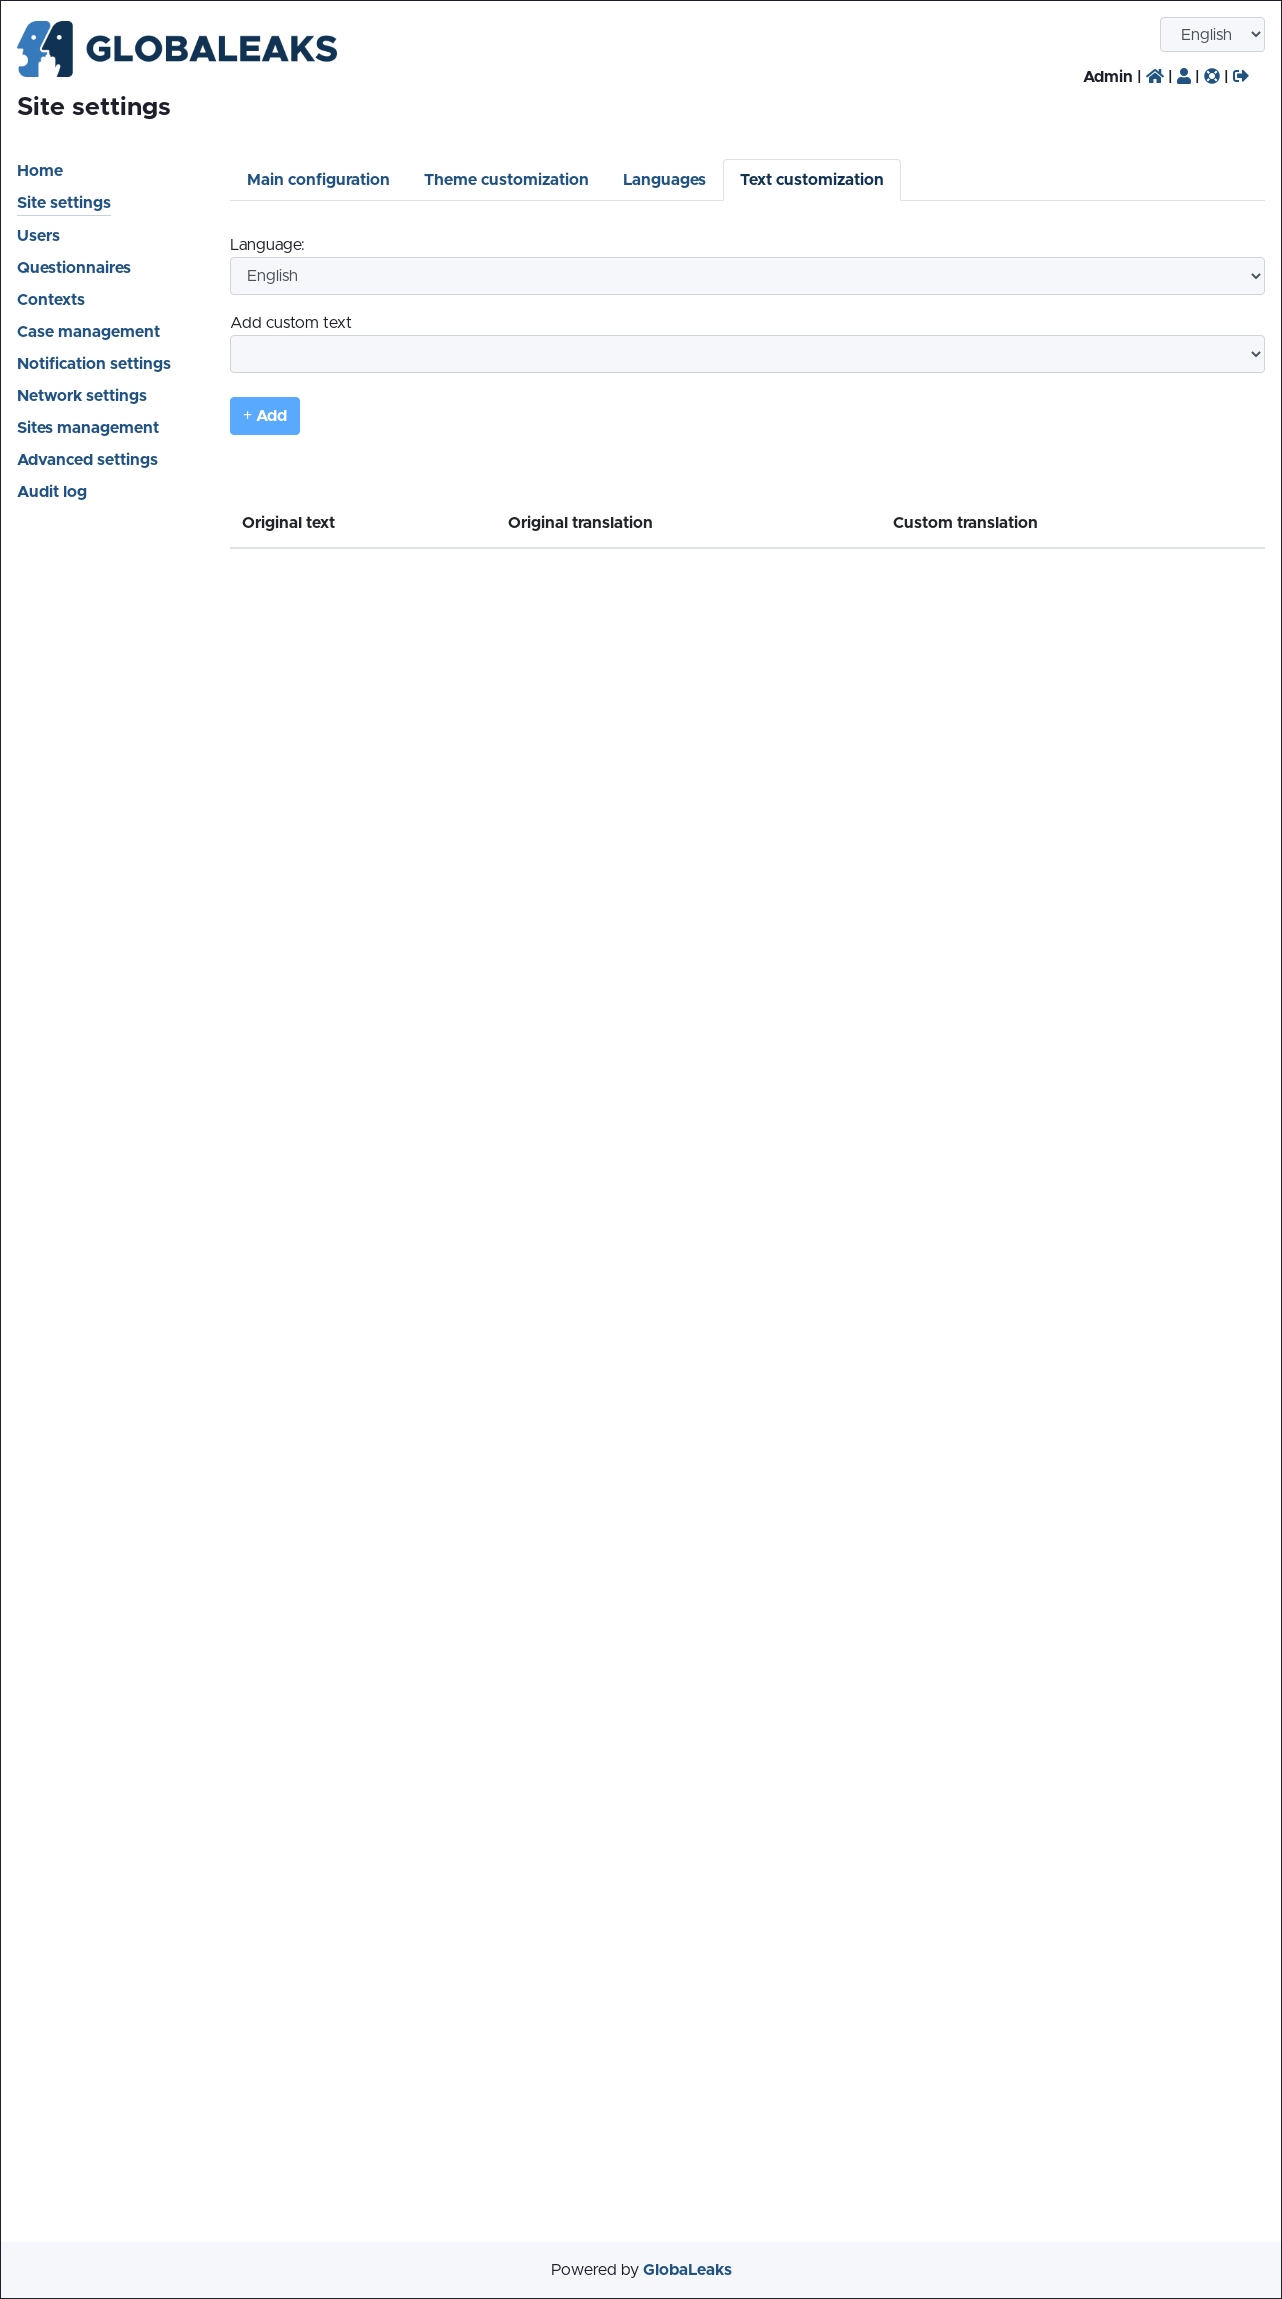 GLOBALEAKS
English
Admin | | | |
Site settings
Home
Site settings
Users
Questionnaires
Contexts
Case management
Notification settings
Network settings
Sites management
Advanced settings
Audit log
Main configuration Theme customization Languages Text customization
Language:
English
Add custom text
+ Add
Original text Original translation Custom translation
Powered by GlobaLeaks